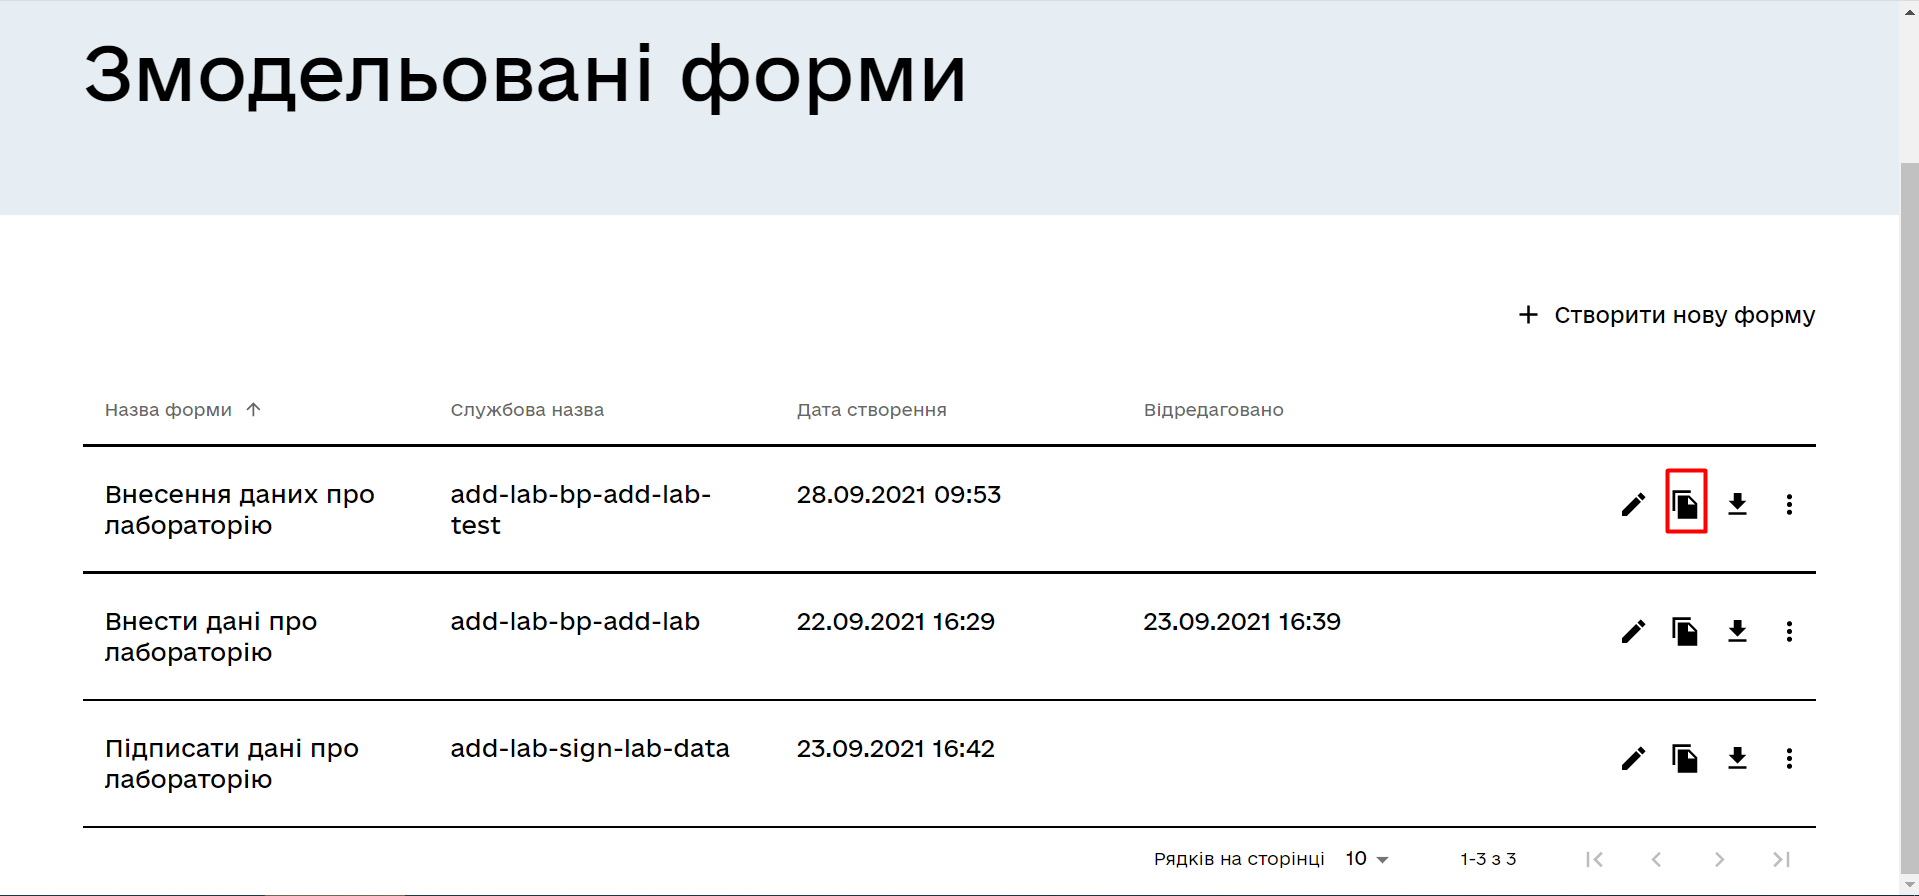 Змодельовані форми
+ Створити нову форму
Назва форми ↑ Службова назва Дата створення Відредаговано
Внесення даних про add-lab-bp-add-lab- 28.09.2021 09:53
лабораторію test
Внести дані про add-lab-bp-add-lab 22.09.2021 16:29 23.09.2021 16:39
лабораторію
Підписати дані про add-lab-sign-lab-data 23.09.2021 16:42
лабораторію
Рядків на сторінці 10 1-3 з 3